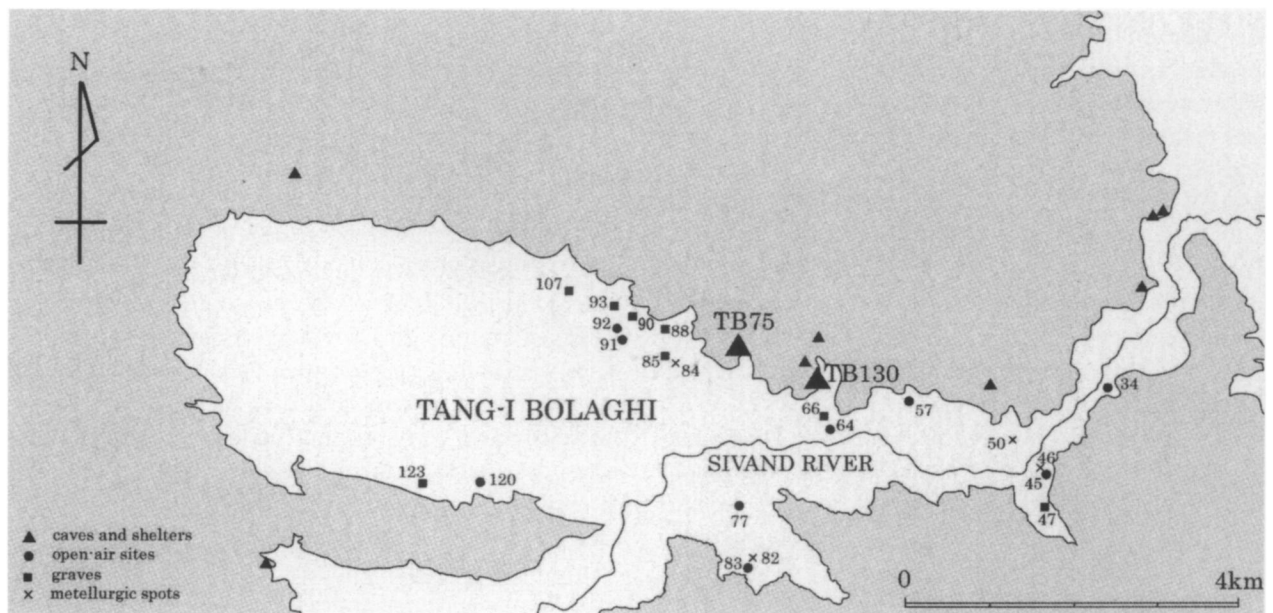 N
107
93
92
90
91
88
85
84
TB75
TB130
TANG-I BOLAGHI
66
64
57
34
50
46
45
47
SIVAND RIVER
123
120
77
83
82
caves and shelters
open-air sites
graves
metellurgic spots
0
4km